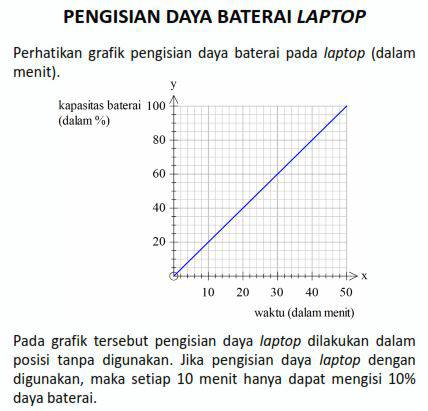 PENGISIAN DAYA BATERAI LAPTOP
Perhatikan grafik pengisian daya baterai pada laptop (dalam
menit).
y
kapasitas baterai 100
(dalam %)
80
60
40
20
x
10 20 30 40 50
waktu (dalam menit)
Pada grafik tersebut pengisian daya laptop dilakukan dalam
posisi tanpa digunakan. Jika pengisian daya laptop dengan
digunakan, maka setiap 10 menit hanya dapat mengisi 10%
daya baterai.